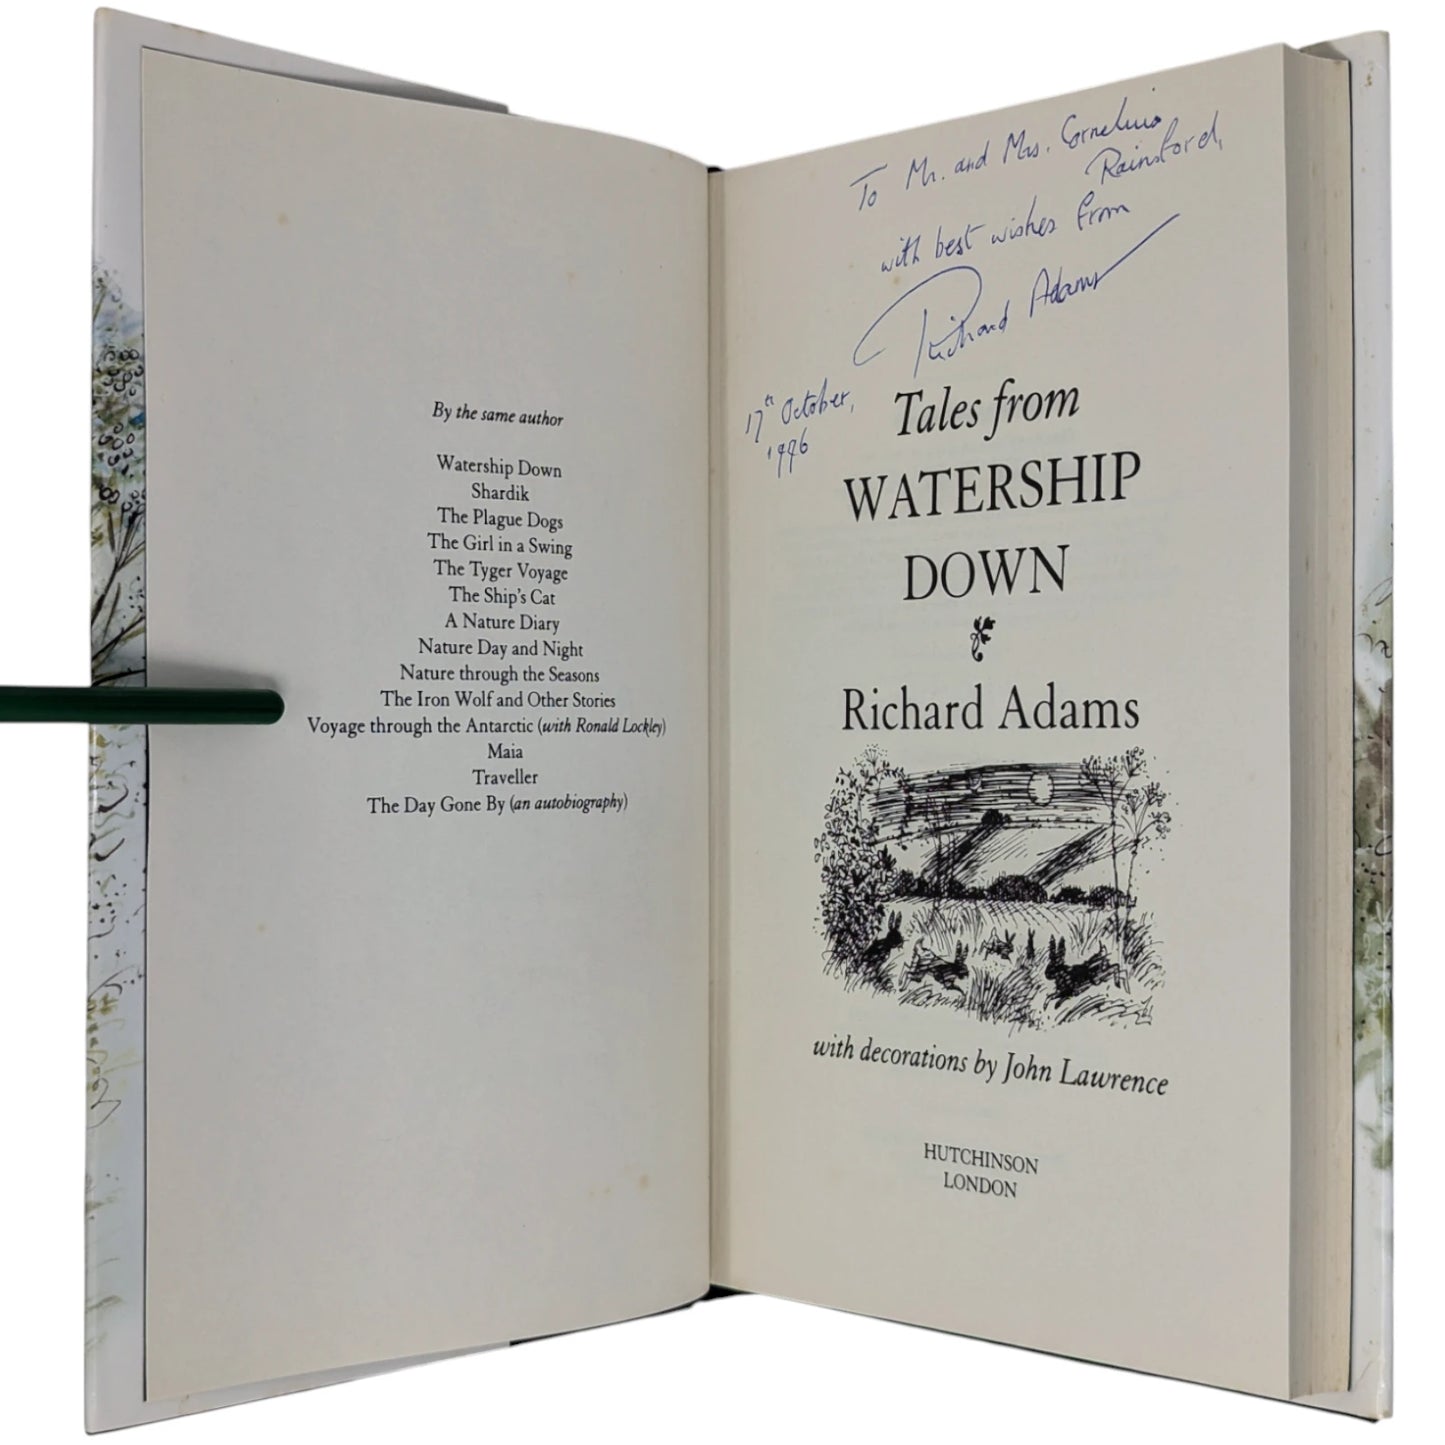 By the same author
Watership Down
Shardik
The Plague Dogs
The Girl in a Swing
The Tyger Voyage
The Ship's Cat
A Nature Diary
Nature Day and Night
Nature through the Seasons
The Iron Wolf and Other Stories
Voyage through the Antarctic (with Ronald Lockley)
Maia
Traveller
The Day Gone By (an autobiography)
To Mr. and Mrs. Cornelius
Rainsford,
with best wishes from
Richard Adams
17th October,
1996
Tales from
WATERSHIP
DOWN
Richard Adams
with decorations by John Lawrence
HUTCHINSON
LONDON